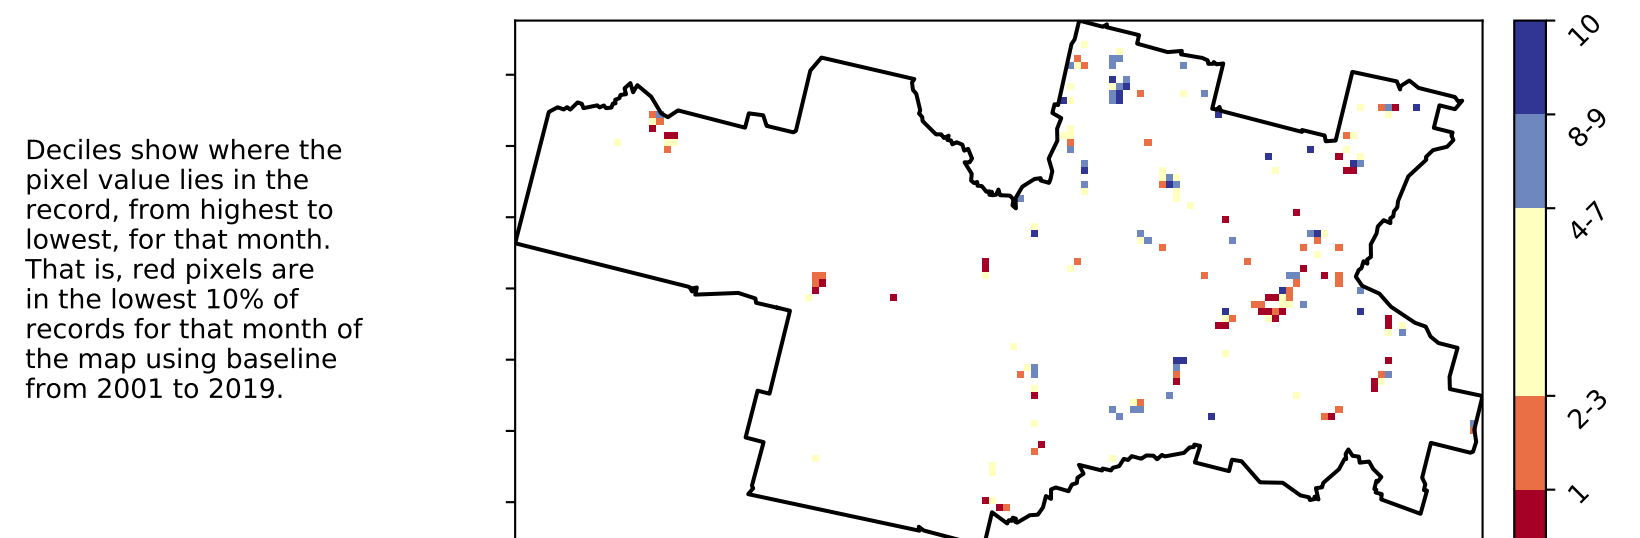 Deciles show where the
pixel value lies in the
record, from highest to
lowest, for that month.
That is, red pixels are
in the lowest 10% of
records for that month of
the map using baseline
from 2001 to 2019.
10
8-9
4-7
2-3
1